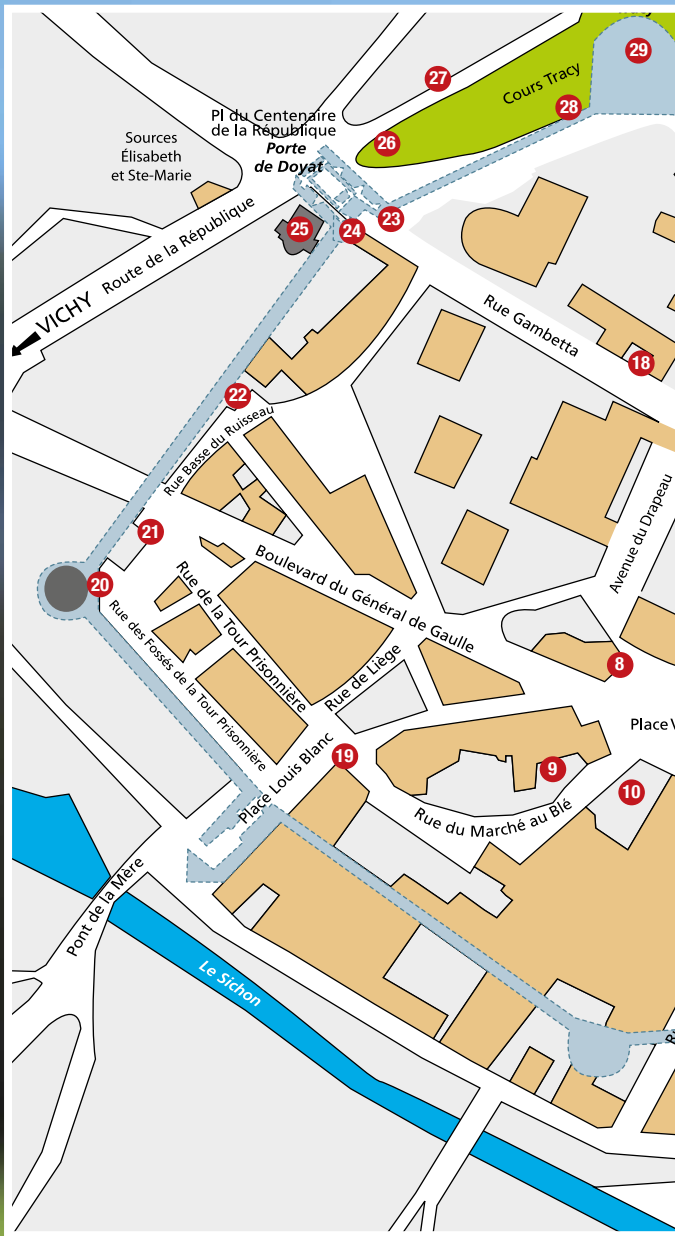 29
27
Cours Tracy
28
Pl du Centenaire
de la République
Porte
de Doyat
26
Sources
Élisabeth
et Ste-Marie
23
24
25
Route de la République
VICHY
Rue Gambetta
18
22
Rue Basse du Ruisseau
21
Avenue du Drapeau
Boulevard du Général de Gaulle
20
Rue de la Tour Prisonnière
Rue des Fossés de la Tour Prisonnière
8
Rue de Liège
Place V
Place Louis Blanc
19
9
10
Rue du Marché au Blé
Pont de la Mère
Le Sichon